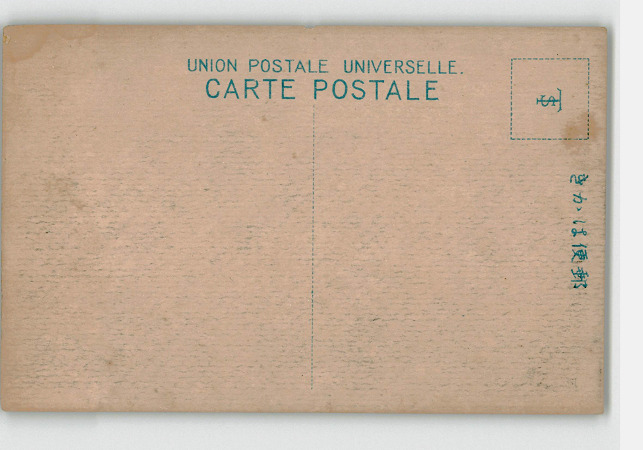 UNION POSTALE UNIVERSELLE.
CARTE POSTALE
きかは便郵